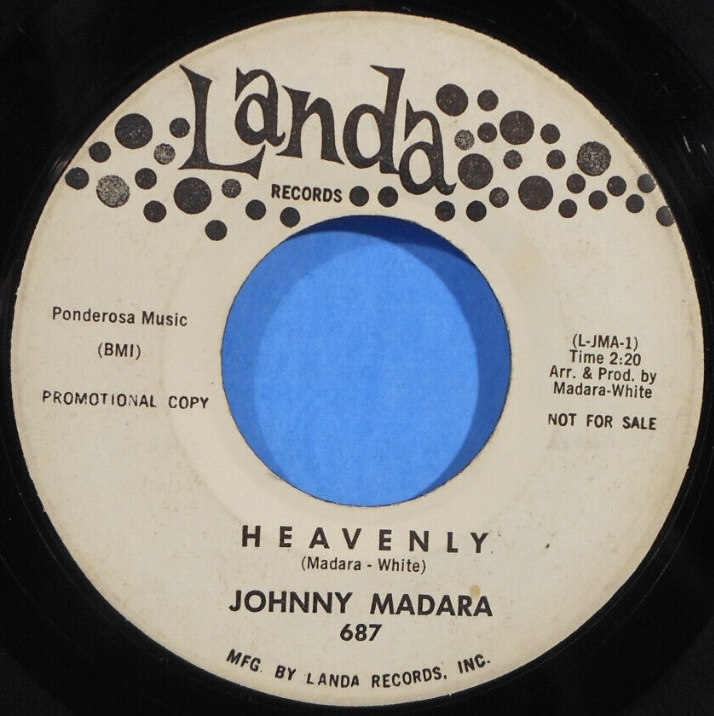 Landa
RECORDS
Ponderosa Music
(BMI)
PROMOTIONAL COPY
(L-JMA-1)
Time 2:20
Arr. & Prod. by
Madara-White
NOT FOR SALE
HEAVENLY
(Madara - White)
JOHNNY MADARA
687
MFG. BY LANDA RECORDS, INC.